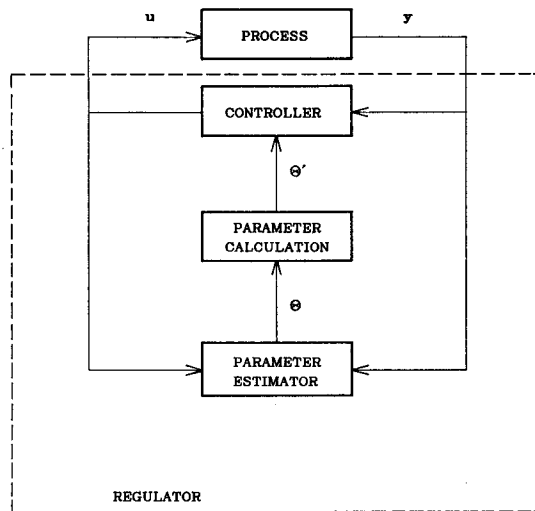 u
PROCESS
y
CONTROLLER
Θ′
PARAMETER
CALCULATION
Θ
PARAMETER
ESTIMATOR
REGULATOR